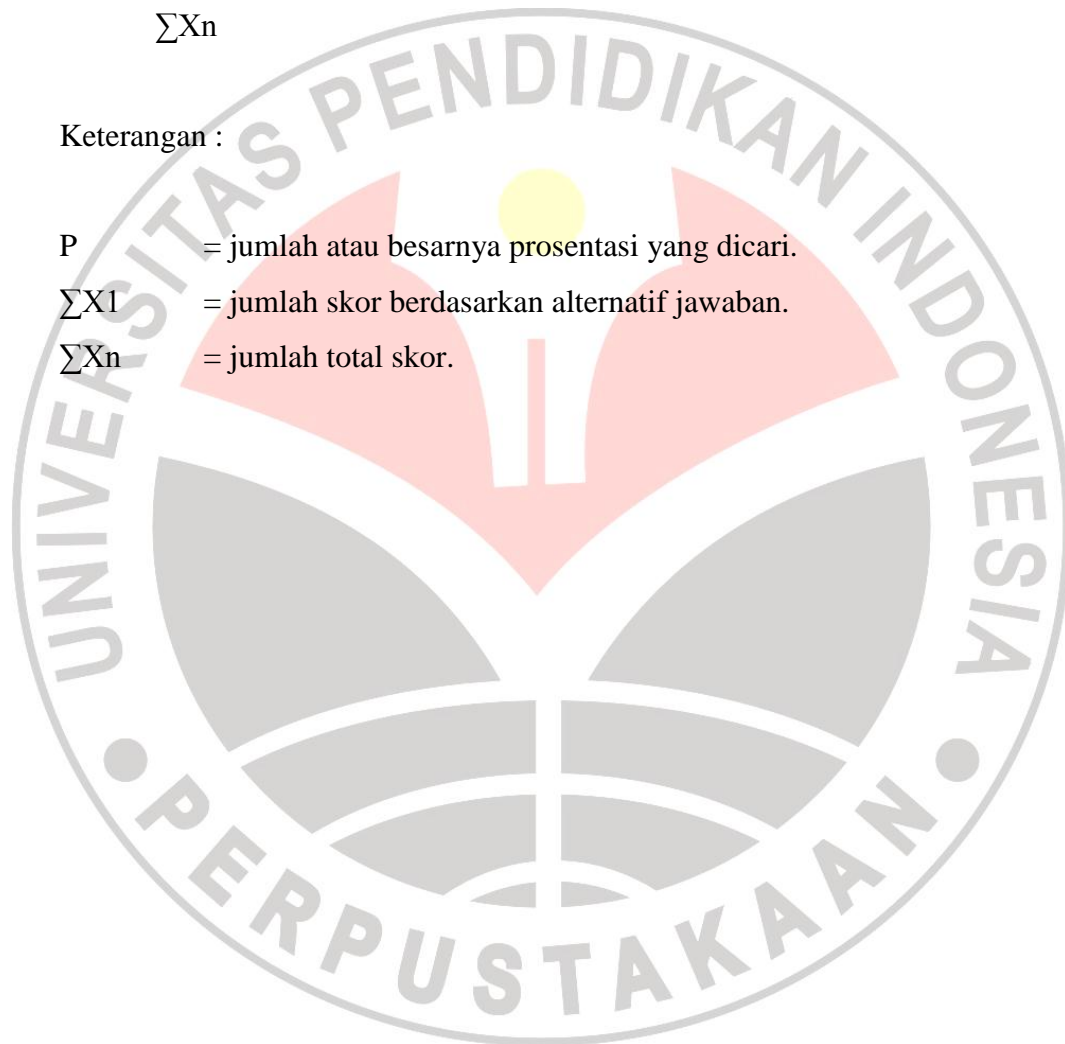 ∑Xn
Keterangan :
P = jumlah atau besarnya prosentasi yang dicari.
∑X1 = jumlah skor berdasarkan alternatif jawaban.
∑Xn = jumlah total skor.
UNIVERSITAS PENDIDIKAN INDONESIA
PERPUSTAKAAN